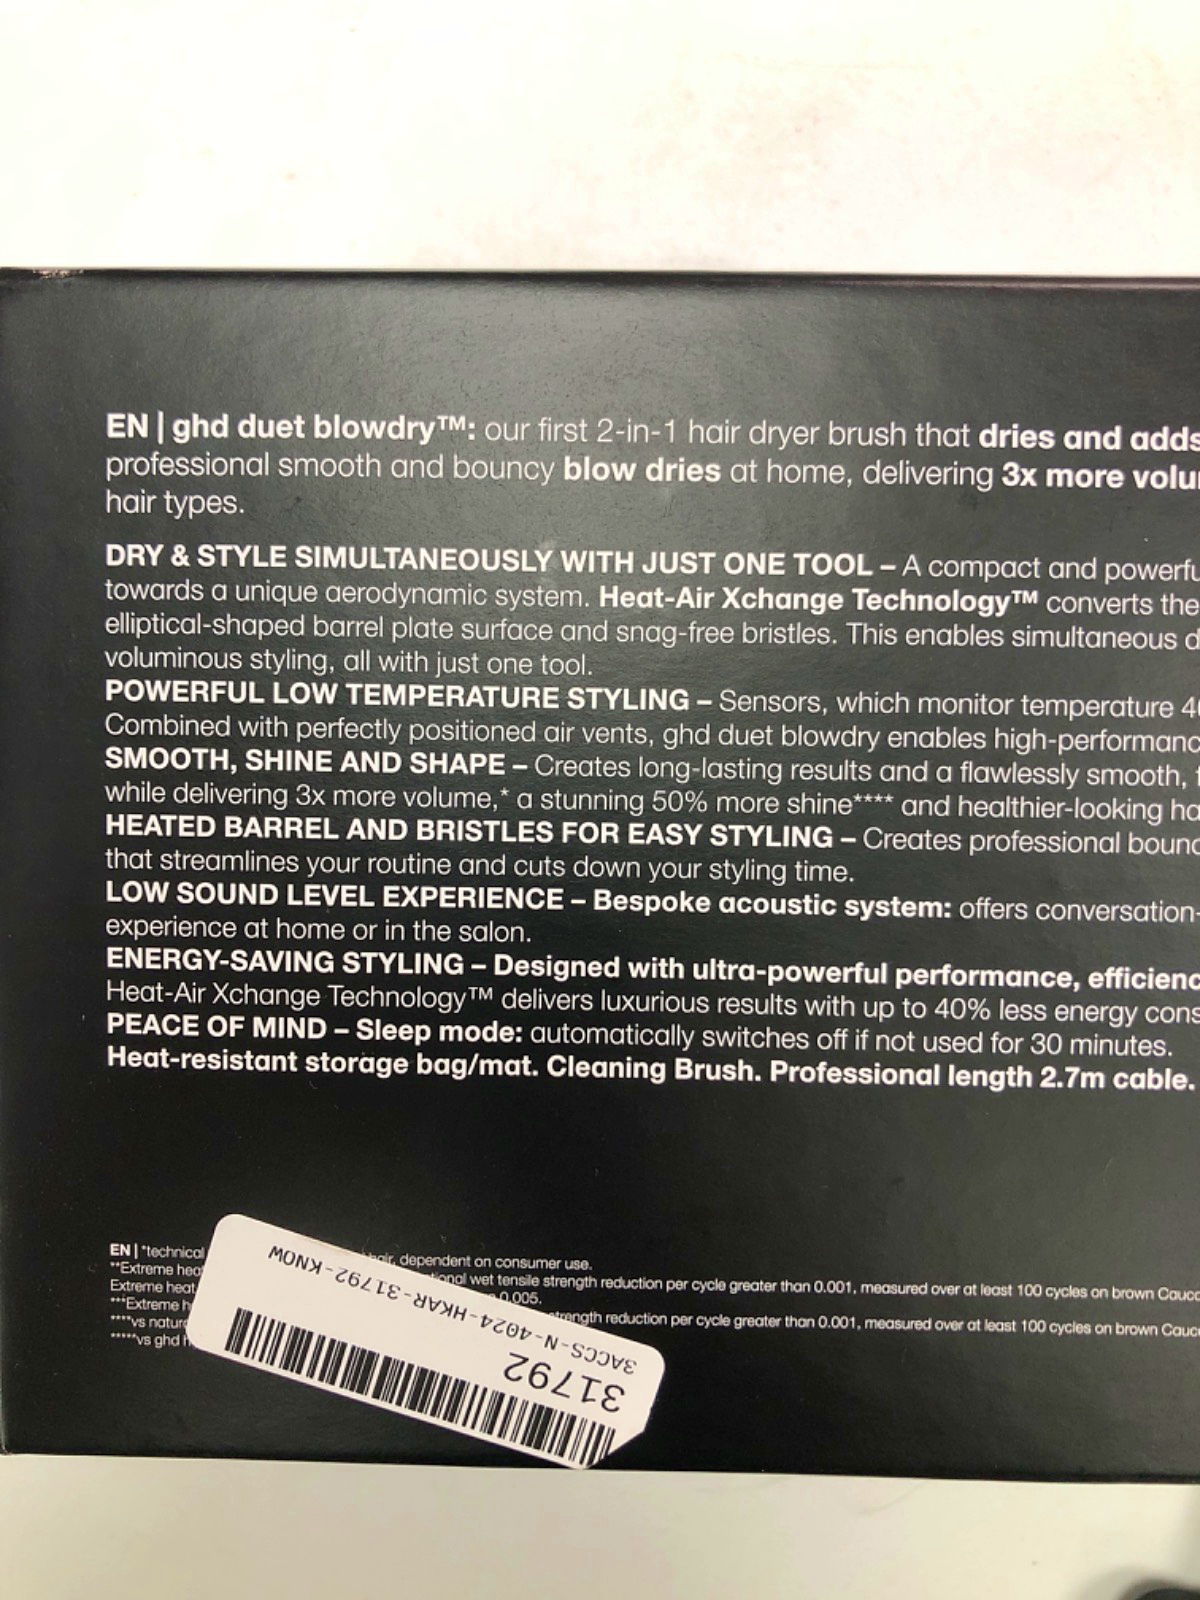 EN | ghd duet blowdry™: our first 2-in-1 hair dryer brush that dries and adds
professional smooth and bouncy blow dries at home, delivering 3x more
hair types.
DRY & STYLE SIMULTANEOUSLY WITH JUST ONE TOOL – A compact and
towards a unique aerodynamic system. Heat-Air Xchange Technology™ converts the
elliptical-shaped barrel plate surface and snag-free bristles. This enables simultaneous
voluminous styling, all with just one tool.
POWERFUL LOW TEMPERATURE STYLING – Sensors, which monitor temperature
Combined with perfectly positioned air vents, ghd duet blowdry enables
SMOOTH, SHINE AND SHAPE – Creates long-lasting results and a flawlessly smooth,
while delivering 3x more volume,* a stunning 50% more shine**** and healthier-looking
HEATED BARREL AND BRISTLES FOR EASY STYLING – Creates professional
that streamlines your routine and cuts down your styling time.
LOW SOUND LEVEL EXPERIENCE – Bespoke acoustic system: offers conversation-
experience at home or in the salon.
ENERGY-SAVING STYLING – Designed with ultra-powerful performance,
Heat-Air Xchange Technology™ delivers luxurious results with up to 40% less energy
PEACE OF MIND – Sleep mode: automatically switches off if not used for 30 minutes.
Heat-resistant storage bag/mat. Cleaning Brush. Professional length 2.7m cable.
EN | *technical hair, dependent on consumer use.
**Extreme wet tensile strength reduction per cycle greater than 0.001, measured over at least 100 cycles on brown
Extreme heat 0.005.
***Extreme strength reduction per cycle greater than 0.001, measured over at least 100 cycles on brown
****vs
*****vs ghd
31792
3ACCS-N-4024-HKAR-31792-KNOW